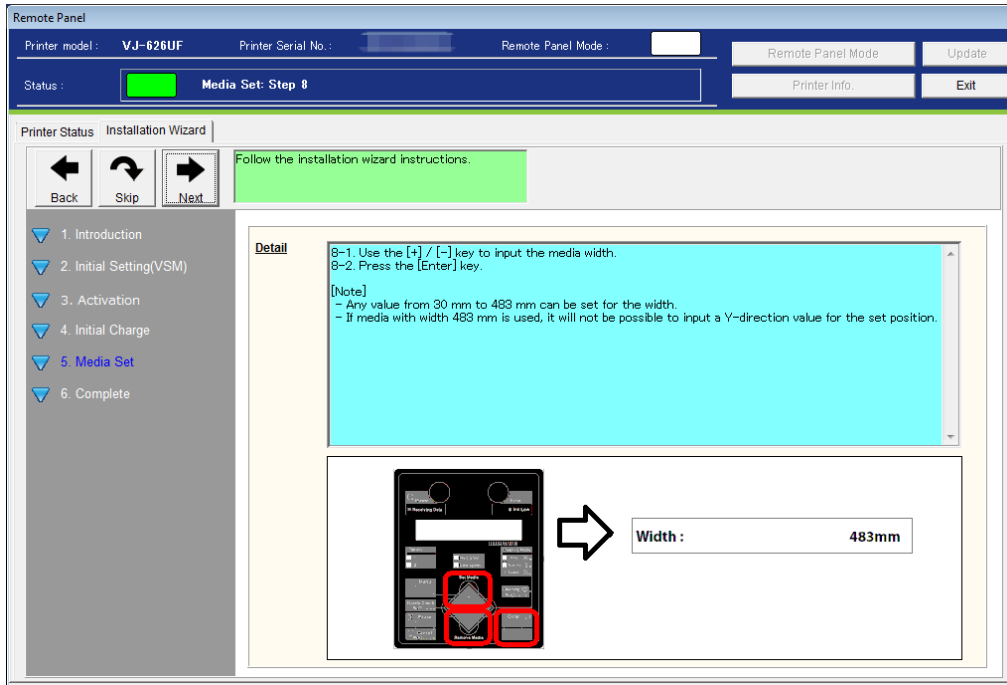 Remote Panel
Printer model : VJ-626UF Printer Serial No. : Remote Panel Mode :
Remote Panel Mode Update
Status : Media Set: Step 8
Printer Info. Exit
Printer Status Installation Wizard
Back Skip Next
Follow the installation wizard instructions.
1. Introduction
2. Initial Setting(VSM)
3. Activation
4. Initial Charge
5. Media Set
6. Complete
Detail
8-1. Use the [+] / [-] key to input the media width.
8-2. Press the [Enter] key.
[Note]
- Any value from 30 mm to 483 mm can be set for the width.
- If media with width 483 mm is used, it will not be possible to input a Y-direction value for the set position.
Set Media
Remove Media
Width : 483mm